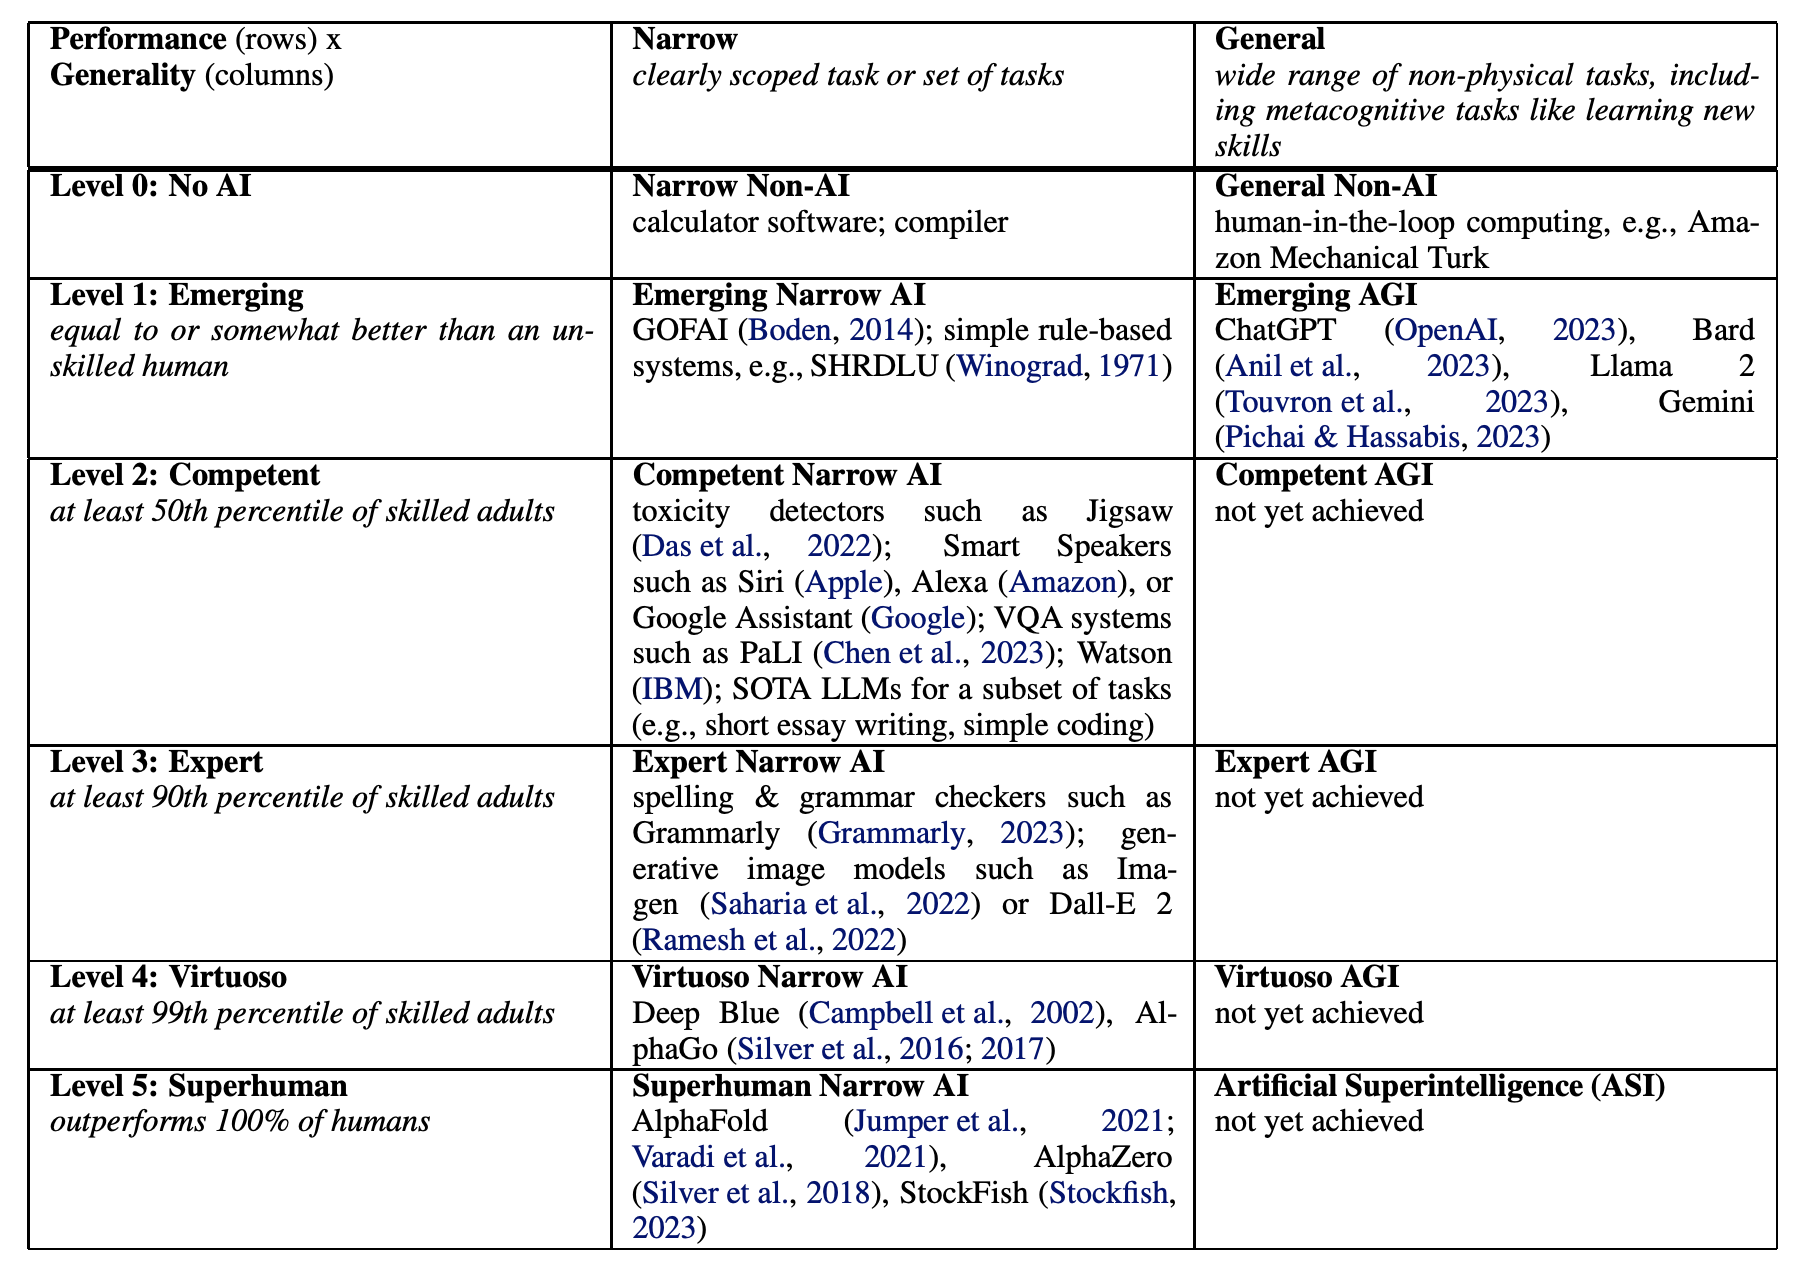 Performance (rows) x
Generality (columns)
Narrow
clearly scoped task or set of tasks
General
wide range of non-physical tasks, includ-
ing metacognitive tasks like learning new
skills
Level 0: No AI
Narrow Non-AI
calculator software; compiler
General Non-AI
human-in-the-loop computing, e.g., Ama-
zon Mechanical Turk
Level 1: Emerging
equal to or somewhat better than an un-
skilled human
Emerging Narrow AI
GOFAI (Boden, 2014); simple rule-based
systems, e.g., SHRDLU (Winograd, 1971)
Emerging AGI
ChatGPT (OpenAI, 2023), Bard
(Anil et al., 2023), Llama 2
(Touvron et al., 2023), Gemini
(Pichai & Hassabis, 2023)
Level 2: Competent
at least 50th percentile of skilled adults
Competent Narrow AI
toxicity detectors such as Jigsaw
(Das et al., 2022); Smart Speakers
such as Siri (Apple), Alexa (Amazon), or
Google Assistant (Google); VQA systems
such as PaLI (Chen et al., 2023); Watson
(IBM); SOTA LLMs for a subset of tasks
(e.g., short essay writing, simple coding)
Competent AGI
not yet achieved
Level 3: Expert
at least 90th percentile of skilled adults
Expert Narrow AI
spelling & grammar checkers such as
Grammarly (Grammarly, 2023); gen-
erative image models such as Ima-
gen (Saharia et al., 2022) or Dall-E 2
(Ramesh et al., 2022)
Expert AGI
not yet achieved
Level 4: Virtuoso
at least 99th percentile of skilled adults
Virtuoso Narrow AI
Deep Blue (Campbell et al., 2002), Al-
phaGo (Silver et al., 2016; 2017)
Virtuoso AGI
not yet achieved
Level 5: Superhuman
outperforms 100% of humans
Superhuman Narrow AI
AlphaFold (Jumper et al., 2021;
Varadi et al., 2021), AlphaZero
(Silver et al., 2018), StockFish (Stockfish,
2023)
Artificial Superintelligence (ASI)
not yet achieved